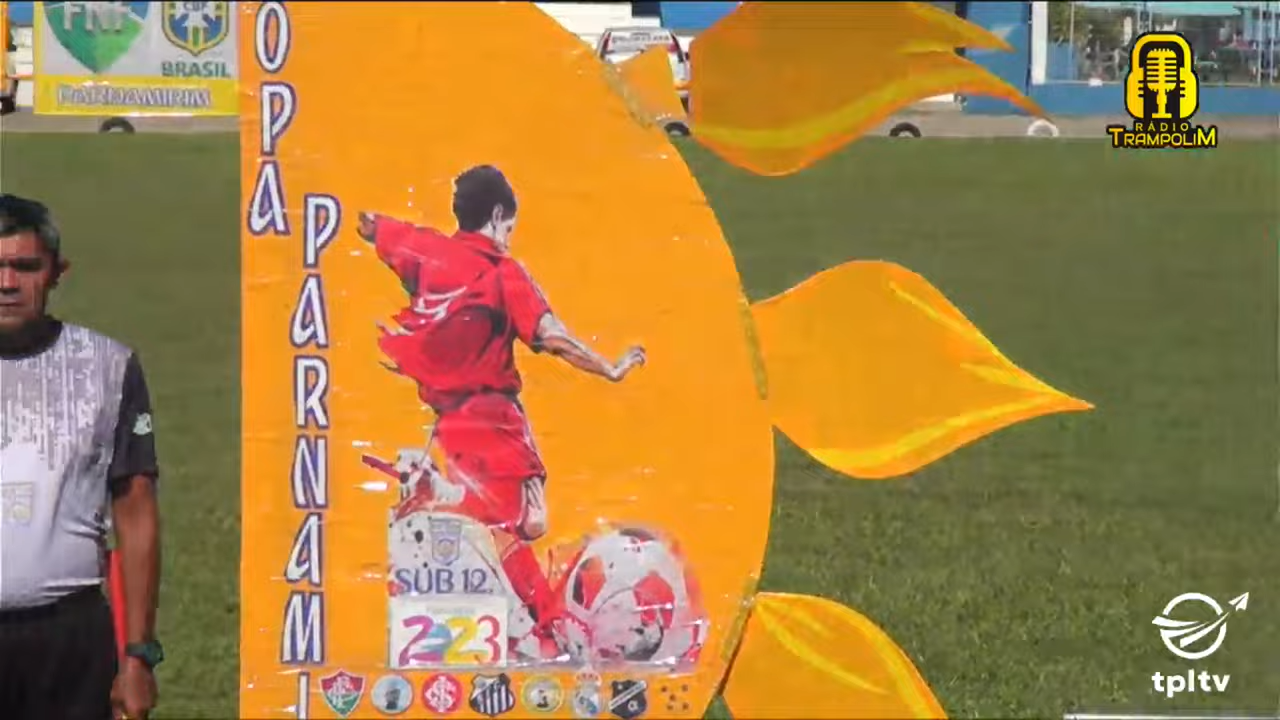 FNF
CBF
BRASIL
PARNAMIRIM
OPA
PARNAMI
SUB 12
2023
RÁDIO
TRAMPOLIM
tpltv